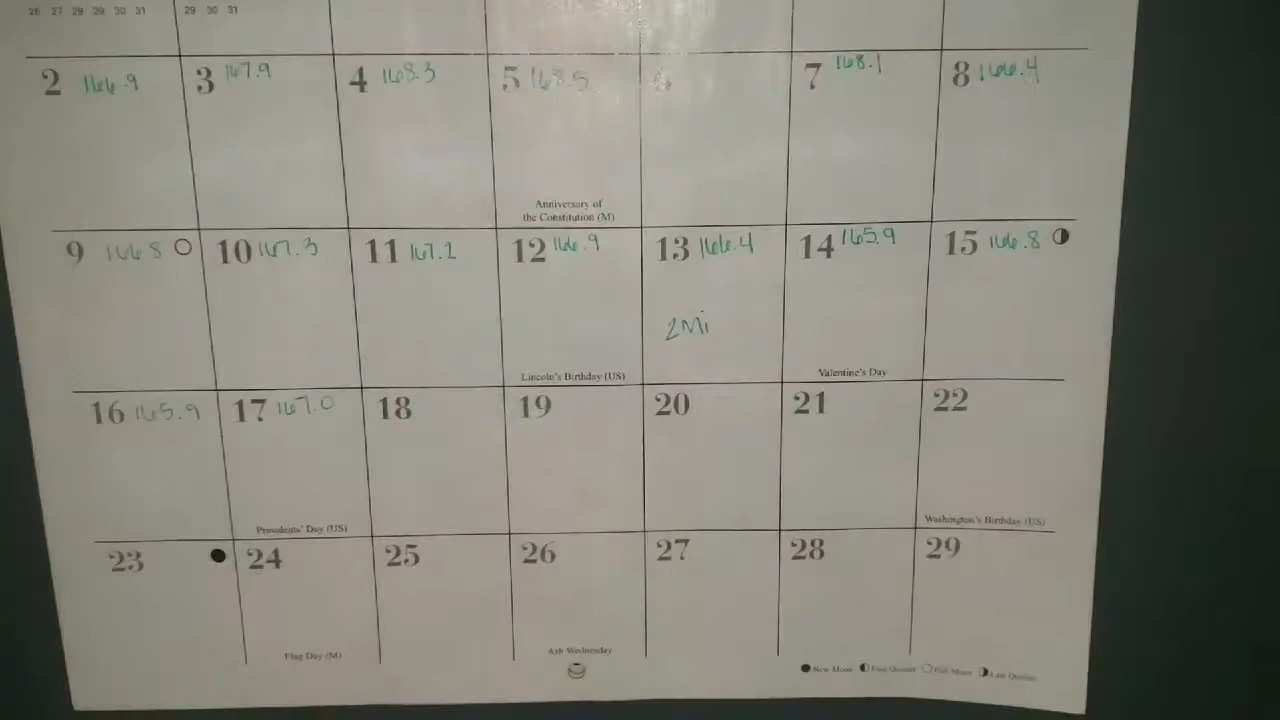 26 27 28 29 30 31
29 30 31
2 166.9
3 167.9
4 168.3
5 168.5
6
7 168.1
8 166.4
Anniversary of
the Constitution (M)
9 166.8
10 167.3
11 167.2
12 166.9
13 166.4
14 165.9
15 166.8
2Mi
Lincoln's Birthday (US)
Valentine's Day
16 165.9
17 167.0
18
19
20
21
22
Presidents' Day (US)
Washington's Birthday (US)
23
24
25
26
27
28
29
Flag Day (M)
Ash Wednesday
New Moon First Quarter Full Moon Last Quarter